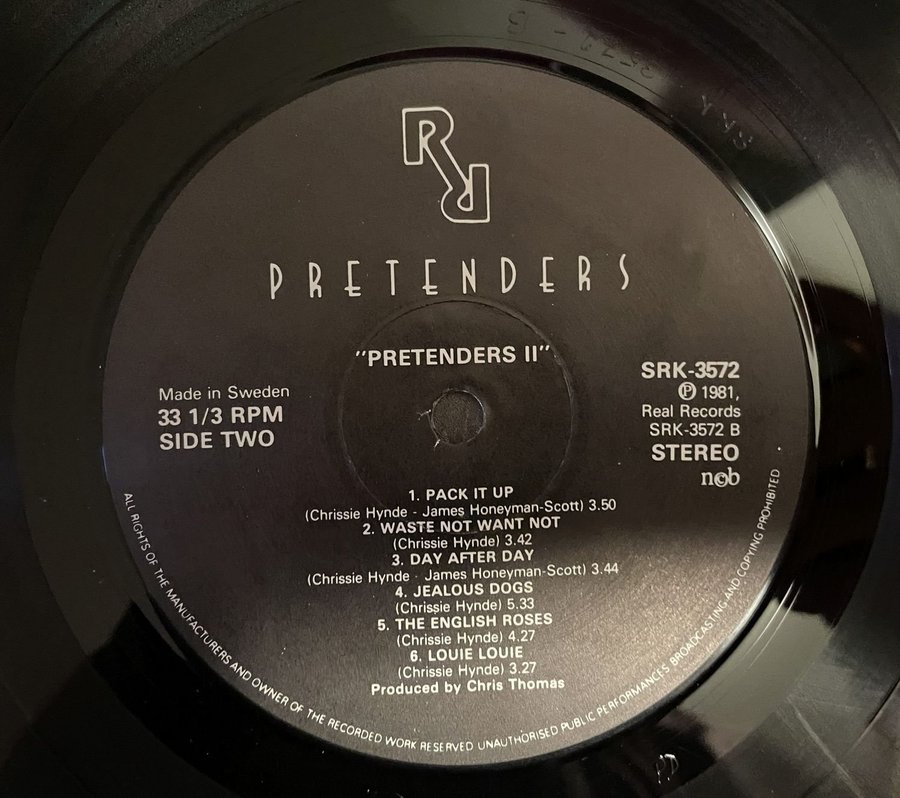 RR
PRETENDERS
"PRETENDERS II"
Made in Sweden
33 1/3 RPM
SIDE TWO
SRK-3572
Ⓟ 1981,
Real Records
SRK-3572 B
STEREO
ncb
1. PACK IT UP
(Chrissie Hynde - James Honeyman-Scott) 3.50
2. WASTE NOT WANT NOT
(Chrissie Hynde) 3.42
3. DAY AFTER DAY
(Chrissie Hynde - James Honeyman-Scott) 3.44
4. JEALOUS DOGS
(Chrissie Hynde) 5.33
5. THE ENGLISH ROSES
(Chrissie Hynde) 4.27
6. LOUIE LOUIE
(Chrissie Hynde) 3.27
Produced by Chris Thomas
ALL RIGHTS OF THE MANUFACTURERS AND OWNER OF THE RECORDED WORK RESERVED UNAUTHORISED PUBLIC PERFORMANCES BROADCASTING AND COPYING PROHIBITED